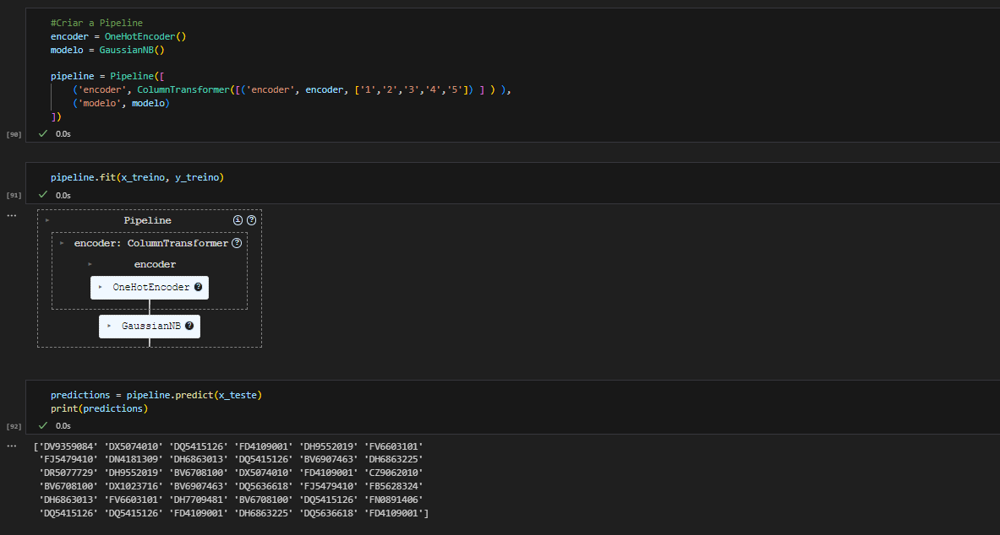 #Criar a Pipeline
encoder = OneHotEncoder()
modelo = GaussianNB()
pipeline = Pipeline([
('encoder', ColumnTransformer([('encoder', encoder, ['1','2','3','4','5']) ] ) ),
('modelo', modelo)
])
[90] 0.0s
pipeline.fit(x_treino, y_treino)
[91] 0.0s
...
Pipeline i ?
encoder: ColumnTransformer ?
encoder
OneHotEncoder ?
GaussianNB ?
predictions = pipeline.predict(x_teste)
print(predictions)
[92] 0.0s
... ['DV9359084' 'DX5074010' 'DQ5415126' 'FD4109001' 'DH9552019' 'FV6603101'
'FJ5479410' 'DN4181309' 'DH6863013' 'DQ5415126' 'BV6907463' 'DH6863225'
'DR5077729' 'DH9552019' 'BV6708100' 'DX5074010' 'FD4109001' 'CZ9062010'
'BV6708100' 'DX1023716' 'BV6907463' 'DQ5636618' 'FJ5479410' 'FB5628324'
'DH6863013' 'FV6603101' 'DH7709481' 'BV6708100' 'DQ5415126' 'FN0891406'
'DQ5415126' 'DQ5415126' 'FD4109001' 'DH6863225' 'DQ5636618' 'FD4109001']